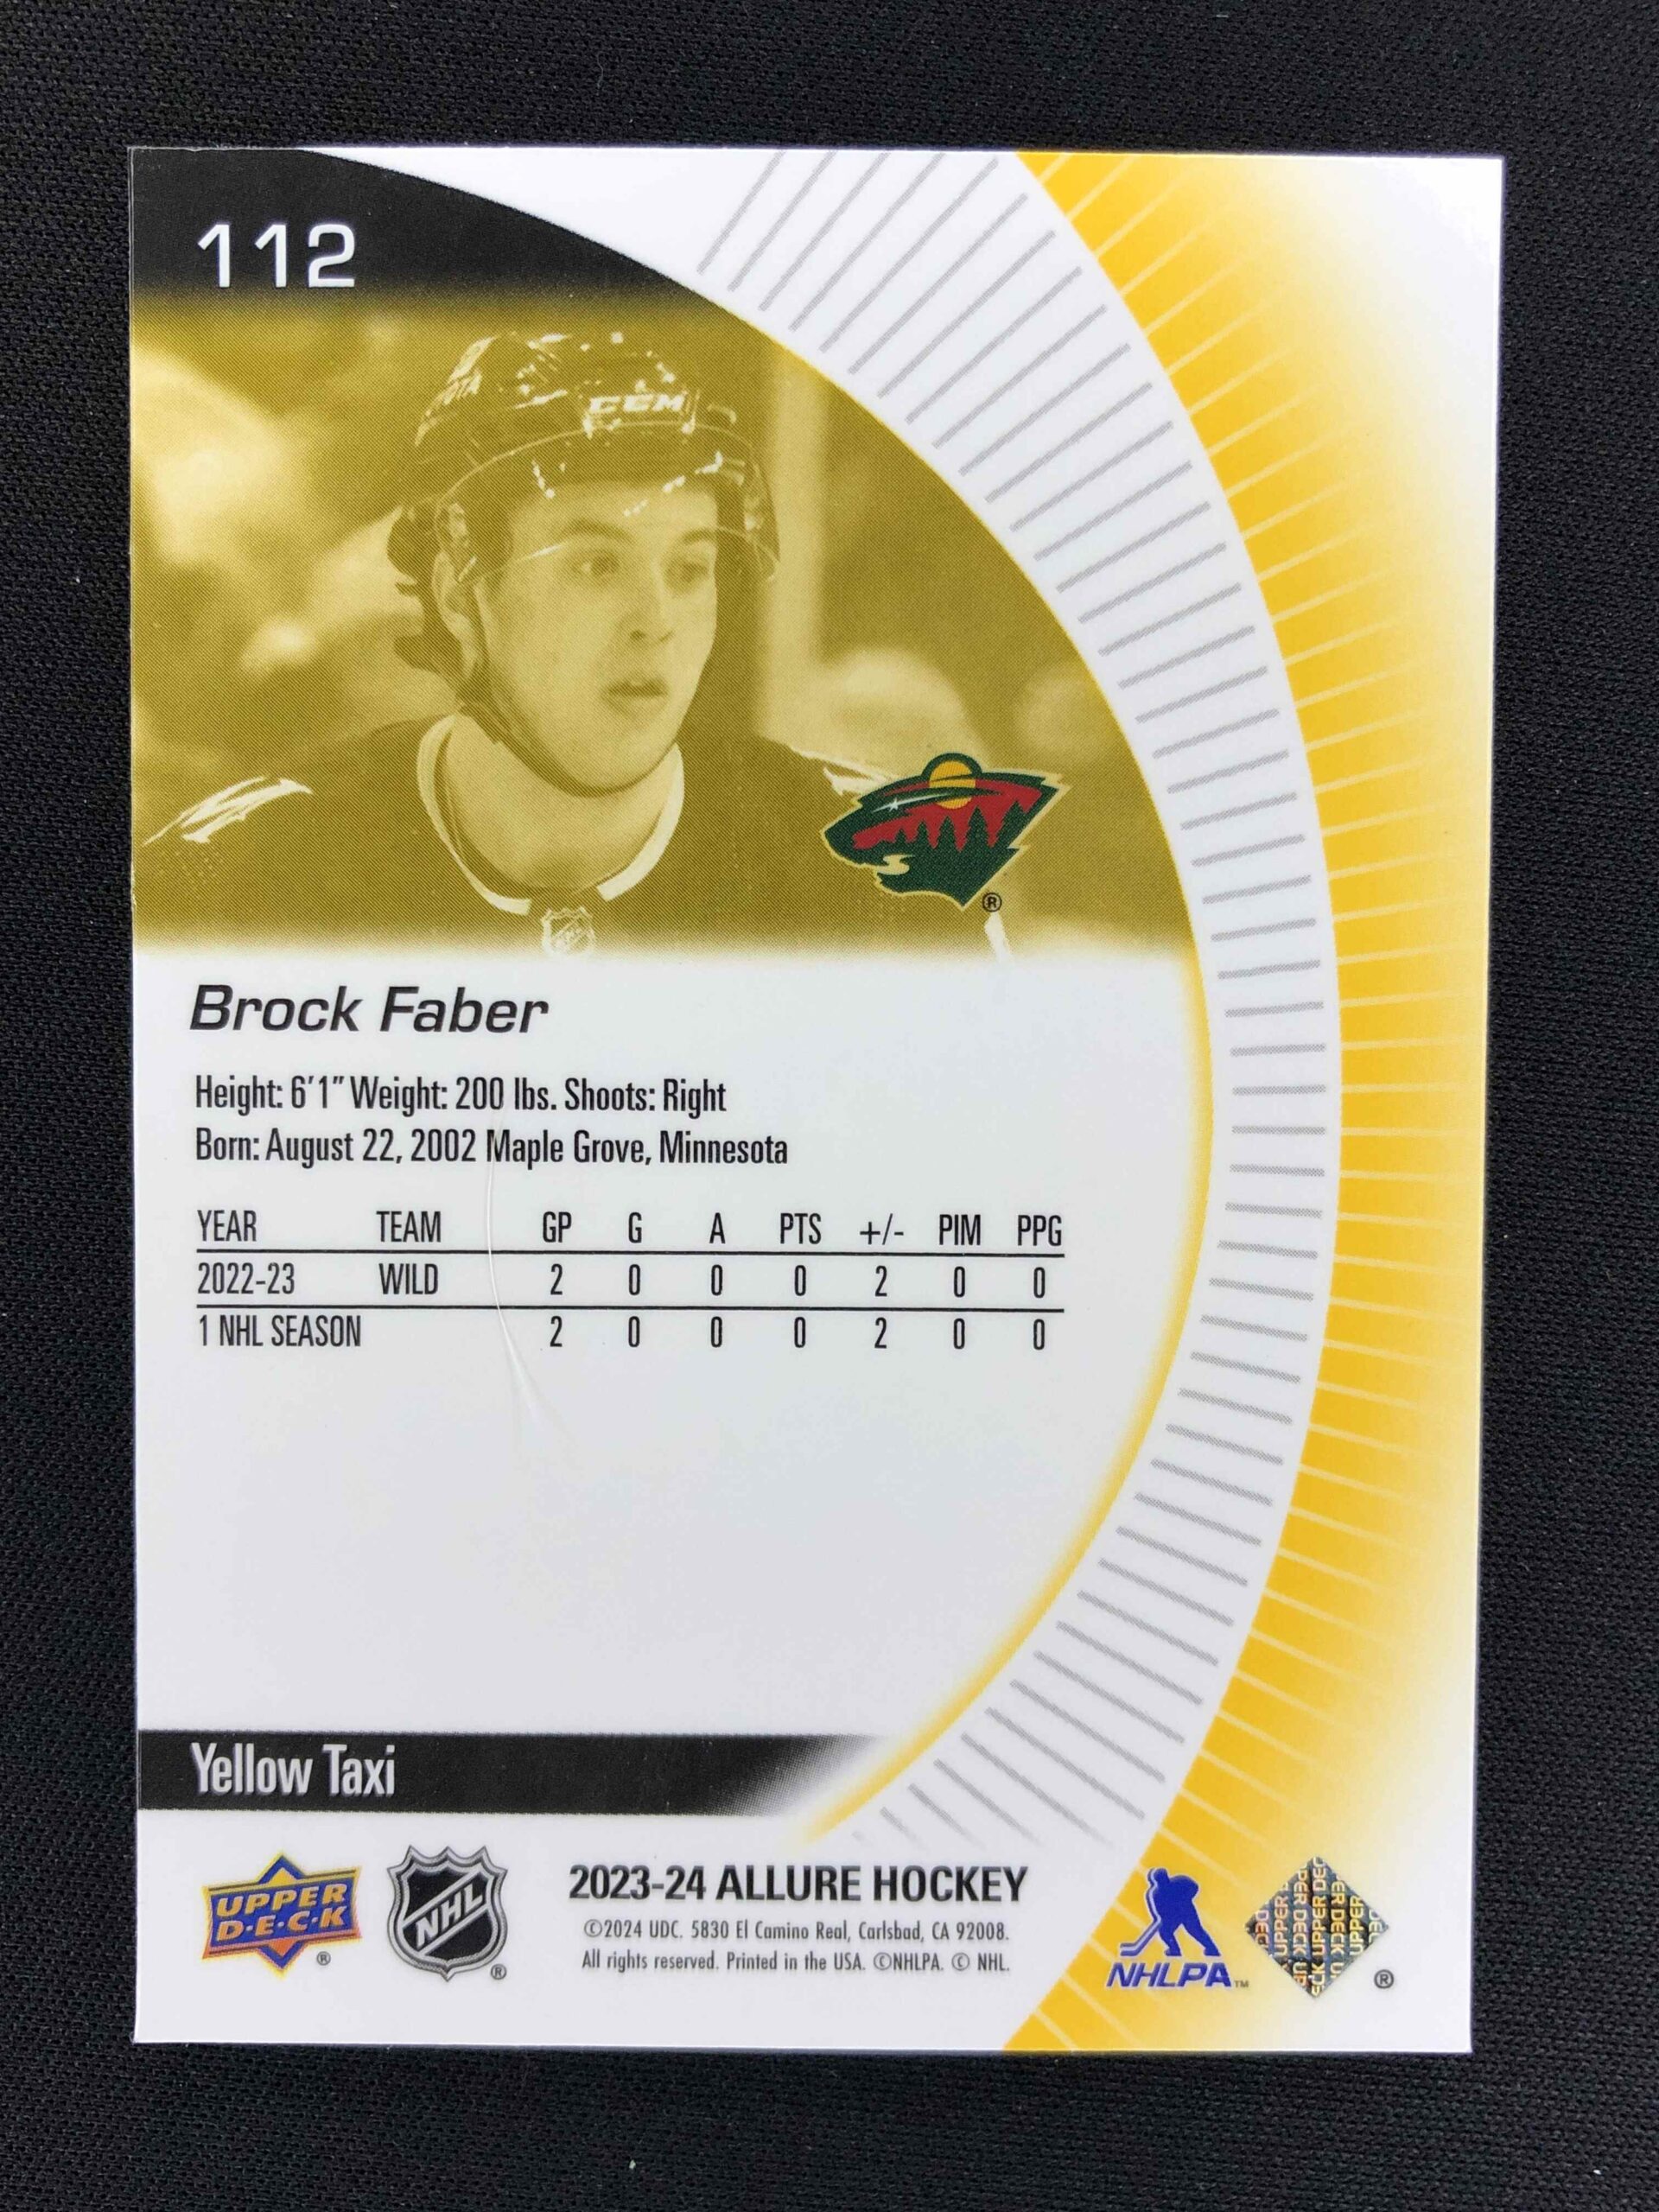 112
CCM
Brock Faber
Height: 6'1" Weight: 200 lbs. Shoots: Right
Born: August 22, 2002 Maple Grove, Minnesota
YEAR TEAM GP G A PTS +/- PIM PPG
2022-23 WILD 2 0 0 0 2 0 0
1 NHL SEASON 2 0 0 0 2 0 0
Yellow Taxi
UPPER D·E·C·K ®
NHL ®
2023-24 ALLURE HOCKEY
©2024 UDC. 5830 El Camino Real, Carlsbad, CA 92008.
All rights reserved. Printed in the USA. ©NHLPA. © NHL.
NHLPA™
UPPER DECK
®